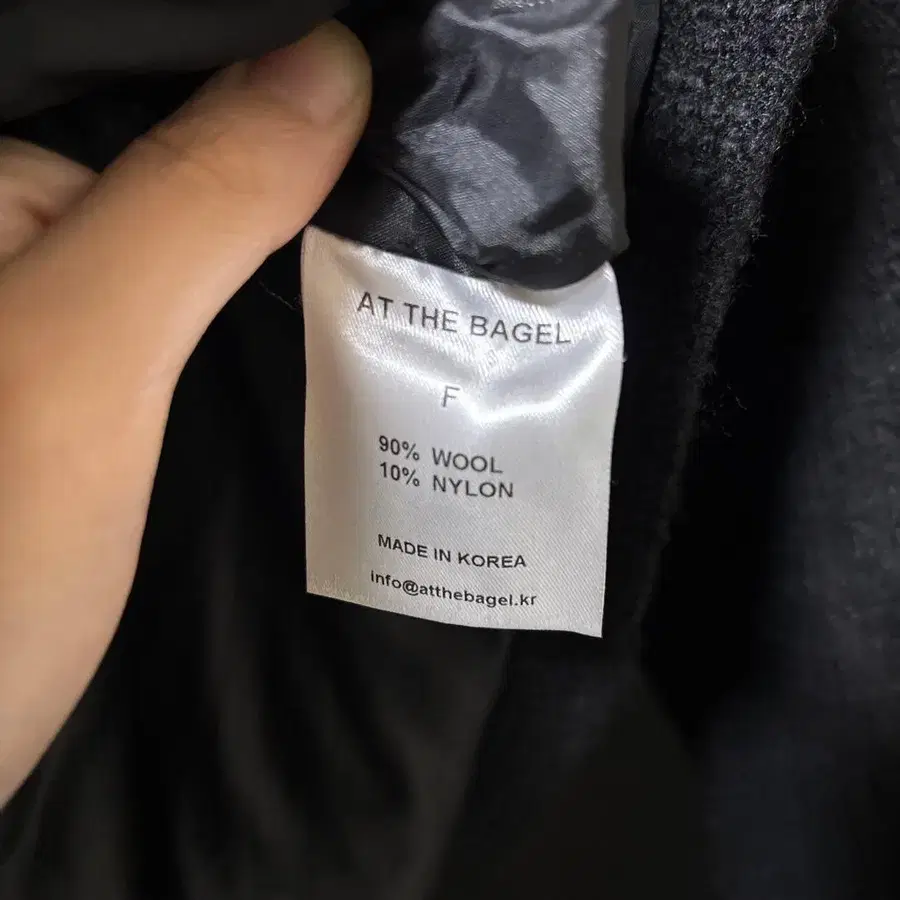 AT THE BAGEL
F
90% WOOL
10% NYLON
MADE IN KOREA
info@atthebagel.kr